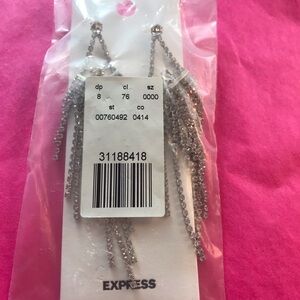 dp cl sz
8 76 0000
st co
00760492 0414
31188418
EXPRESS